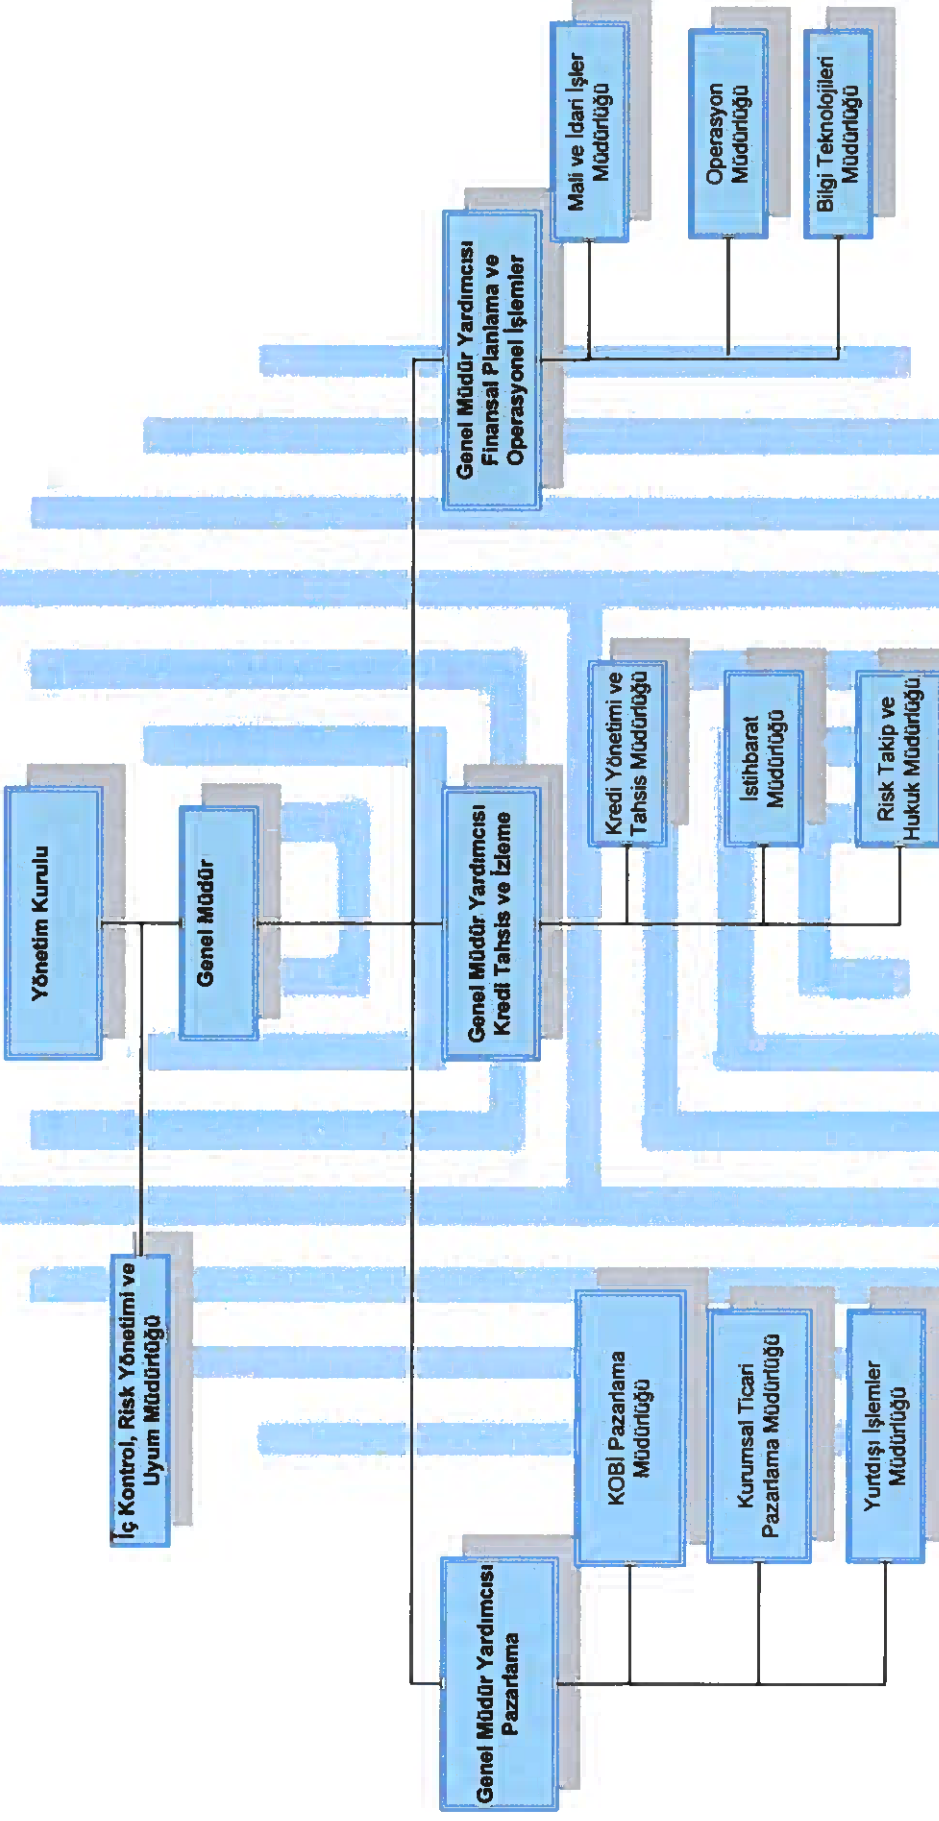 Yönetim Kurulu
İç Kontrol, Risk Yönetimi ve
Uyum Müdürlüğü
Genel Müdür
Genel Müdür Yardımcısı
Pazarlama
Genel Müdür Yardımcısı
Kredi Tahsis ve İzleme
Genel Müdür Yardımcısı
Finansal Planlama ve
Operasyonel İşlemler
KOBİ Pazarlama
Müdürlüğü
Kurumsal Ticari
Pazarlama Müdürlüğü
Yurtdışı İşlemler
Müdürlüğü
Kredi Yönetimi ve
Tahsis Müdürlüğü
İstihbarat
Müdürlüğü
Risk Takip ve
Hukuk Müdürlüğü
Mali ve İdari İşler
Müdürlüğü
Operasyon
Müdürlüğü
Bilgi Teknolojileri
Müdürlüğü